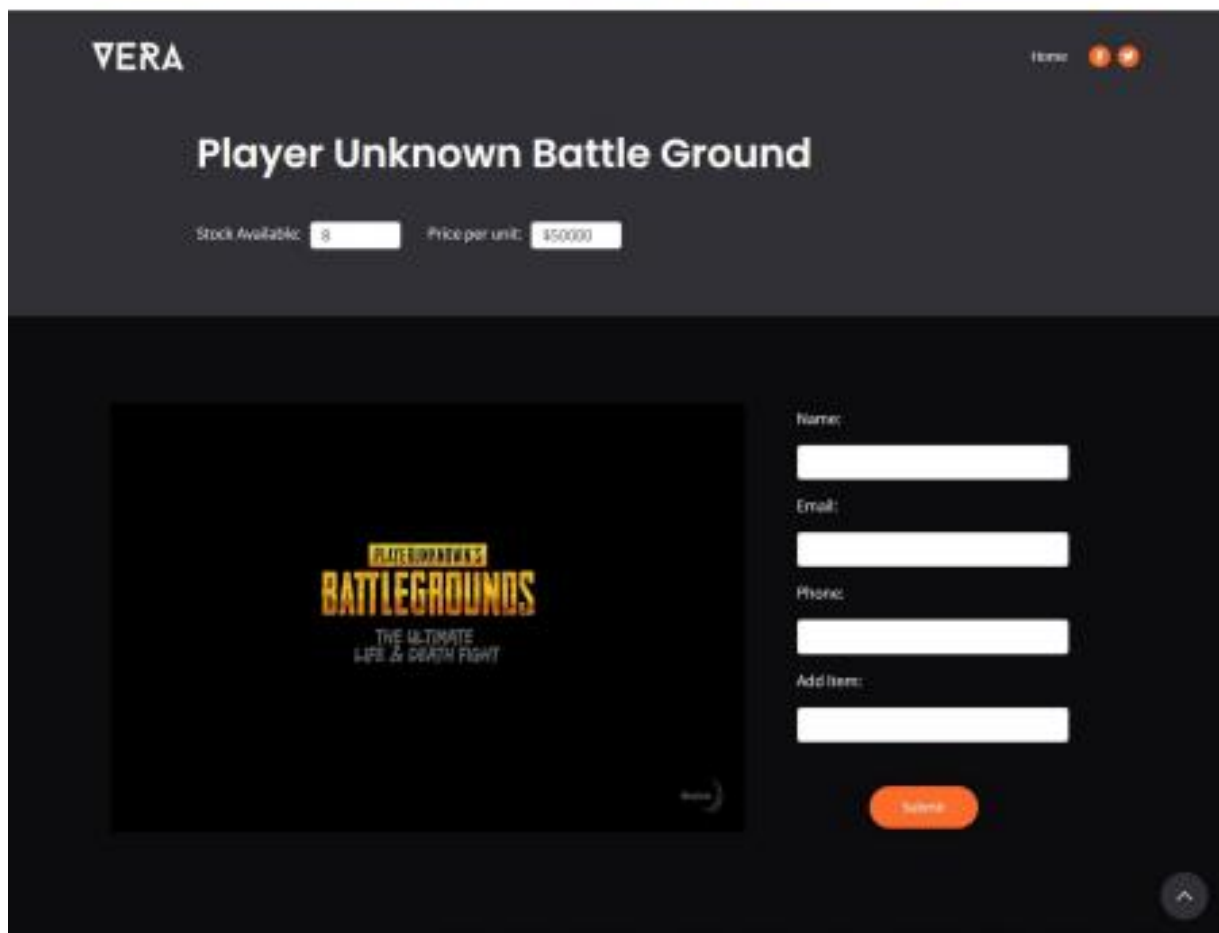 VERA
Home
Player Unknown Battle Ground
Stock Available: 8 Price per unit: $50000
Name:
Email:
PLAYERUNKNOWN'S
BATTLEGROUNDS
THE ULTIMATE
LIFE & DEATH FIGHT
Phone:
Add Item:
Submit